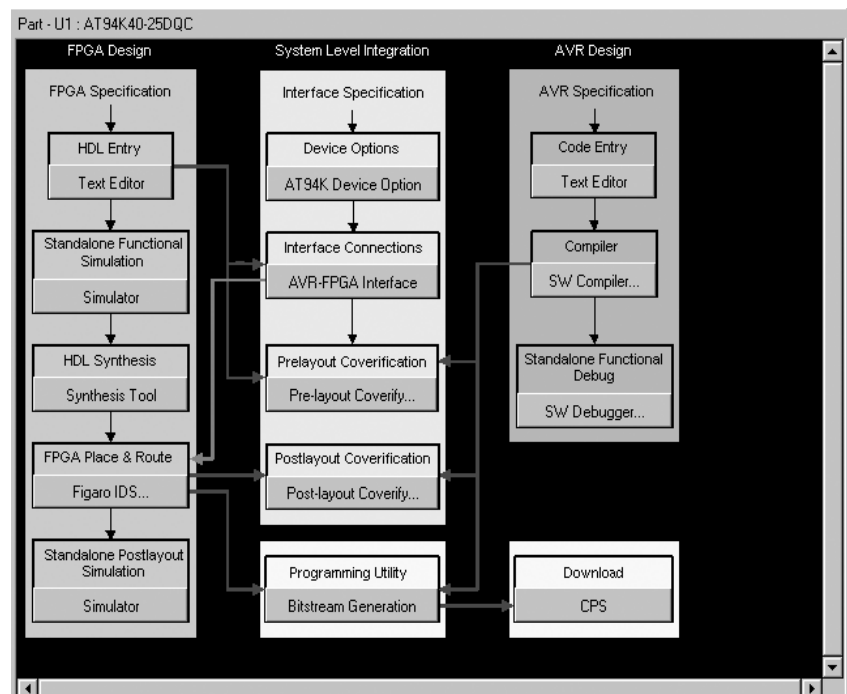 Part - U1 : AT94K40-25DQC
FPGA Design
System Level Integration
AVR Design
FPGA Specification
HDL Entry
Text Editor
Standalone Functional
Simulation
Simulator
HDL Synthesis
Synthesis Tool
FPGA Place & Route
Figaro IDS...
Standalone Postlayout
Simulation
Simulator
Interface Specification
Device Options
AT94K Device Option
Interface Connections
AVR-FPGA Interface
Prelayout Coverification
Pre-layout Coverify...
Postlayout Coverification
Post-layout Coverify...
Programming Utility
Bitstream Generation
AVR Specification
Code Entry
Text Editor
Compiler
SW Compiler...
Standalone Functional
Debug
SW Debugger...
Download
CPS